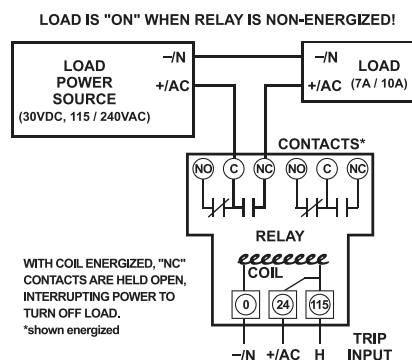 LOAD IS "ON" WHEN RELAY IS NON-ENERGIZED!
LOAD
POWER
SOURCE
(30VDC, 115 / 240VAC)
–/N
+/AC
–/N
+/AC
LOAD
(7A / 10A)
CONTACTS*
NO C NC NO C NC
RELAY
COIL
WITH COIL ENERGIZED, "NC"
CONTACTS ARE HELD OPEN,
INTERRUPTING POWER TO
TURN OFF LOAD.
*shown energized
0 24 115
–/N +/AC H
TRIP
INPUT